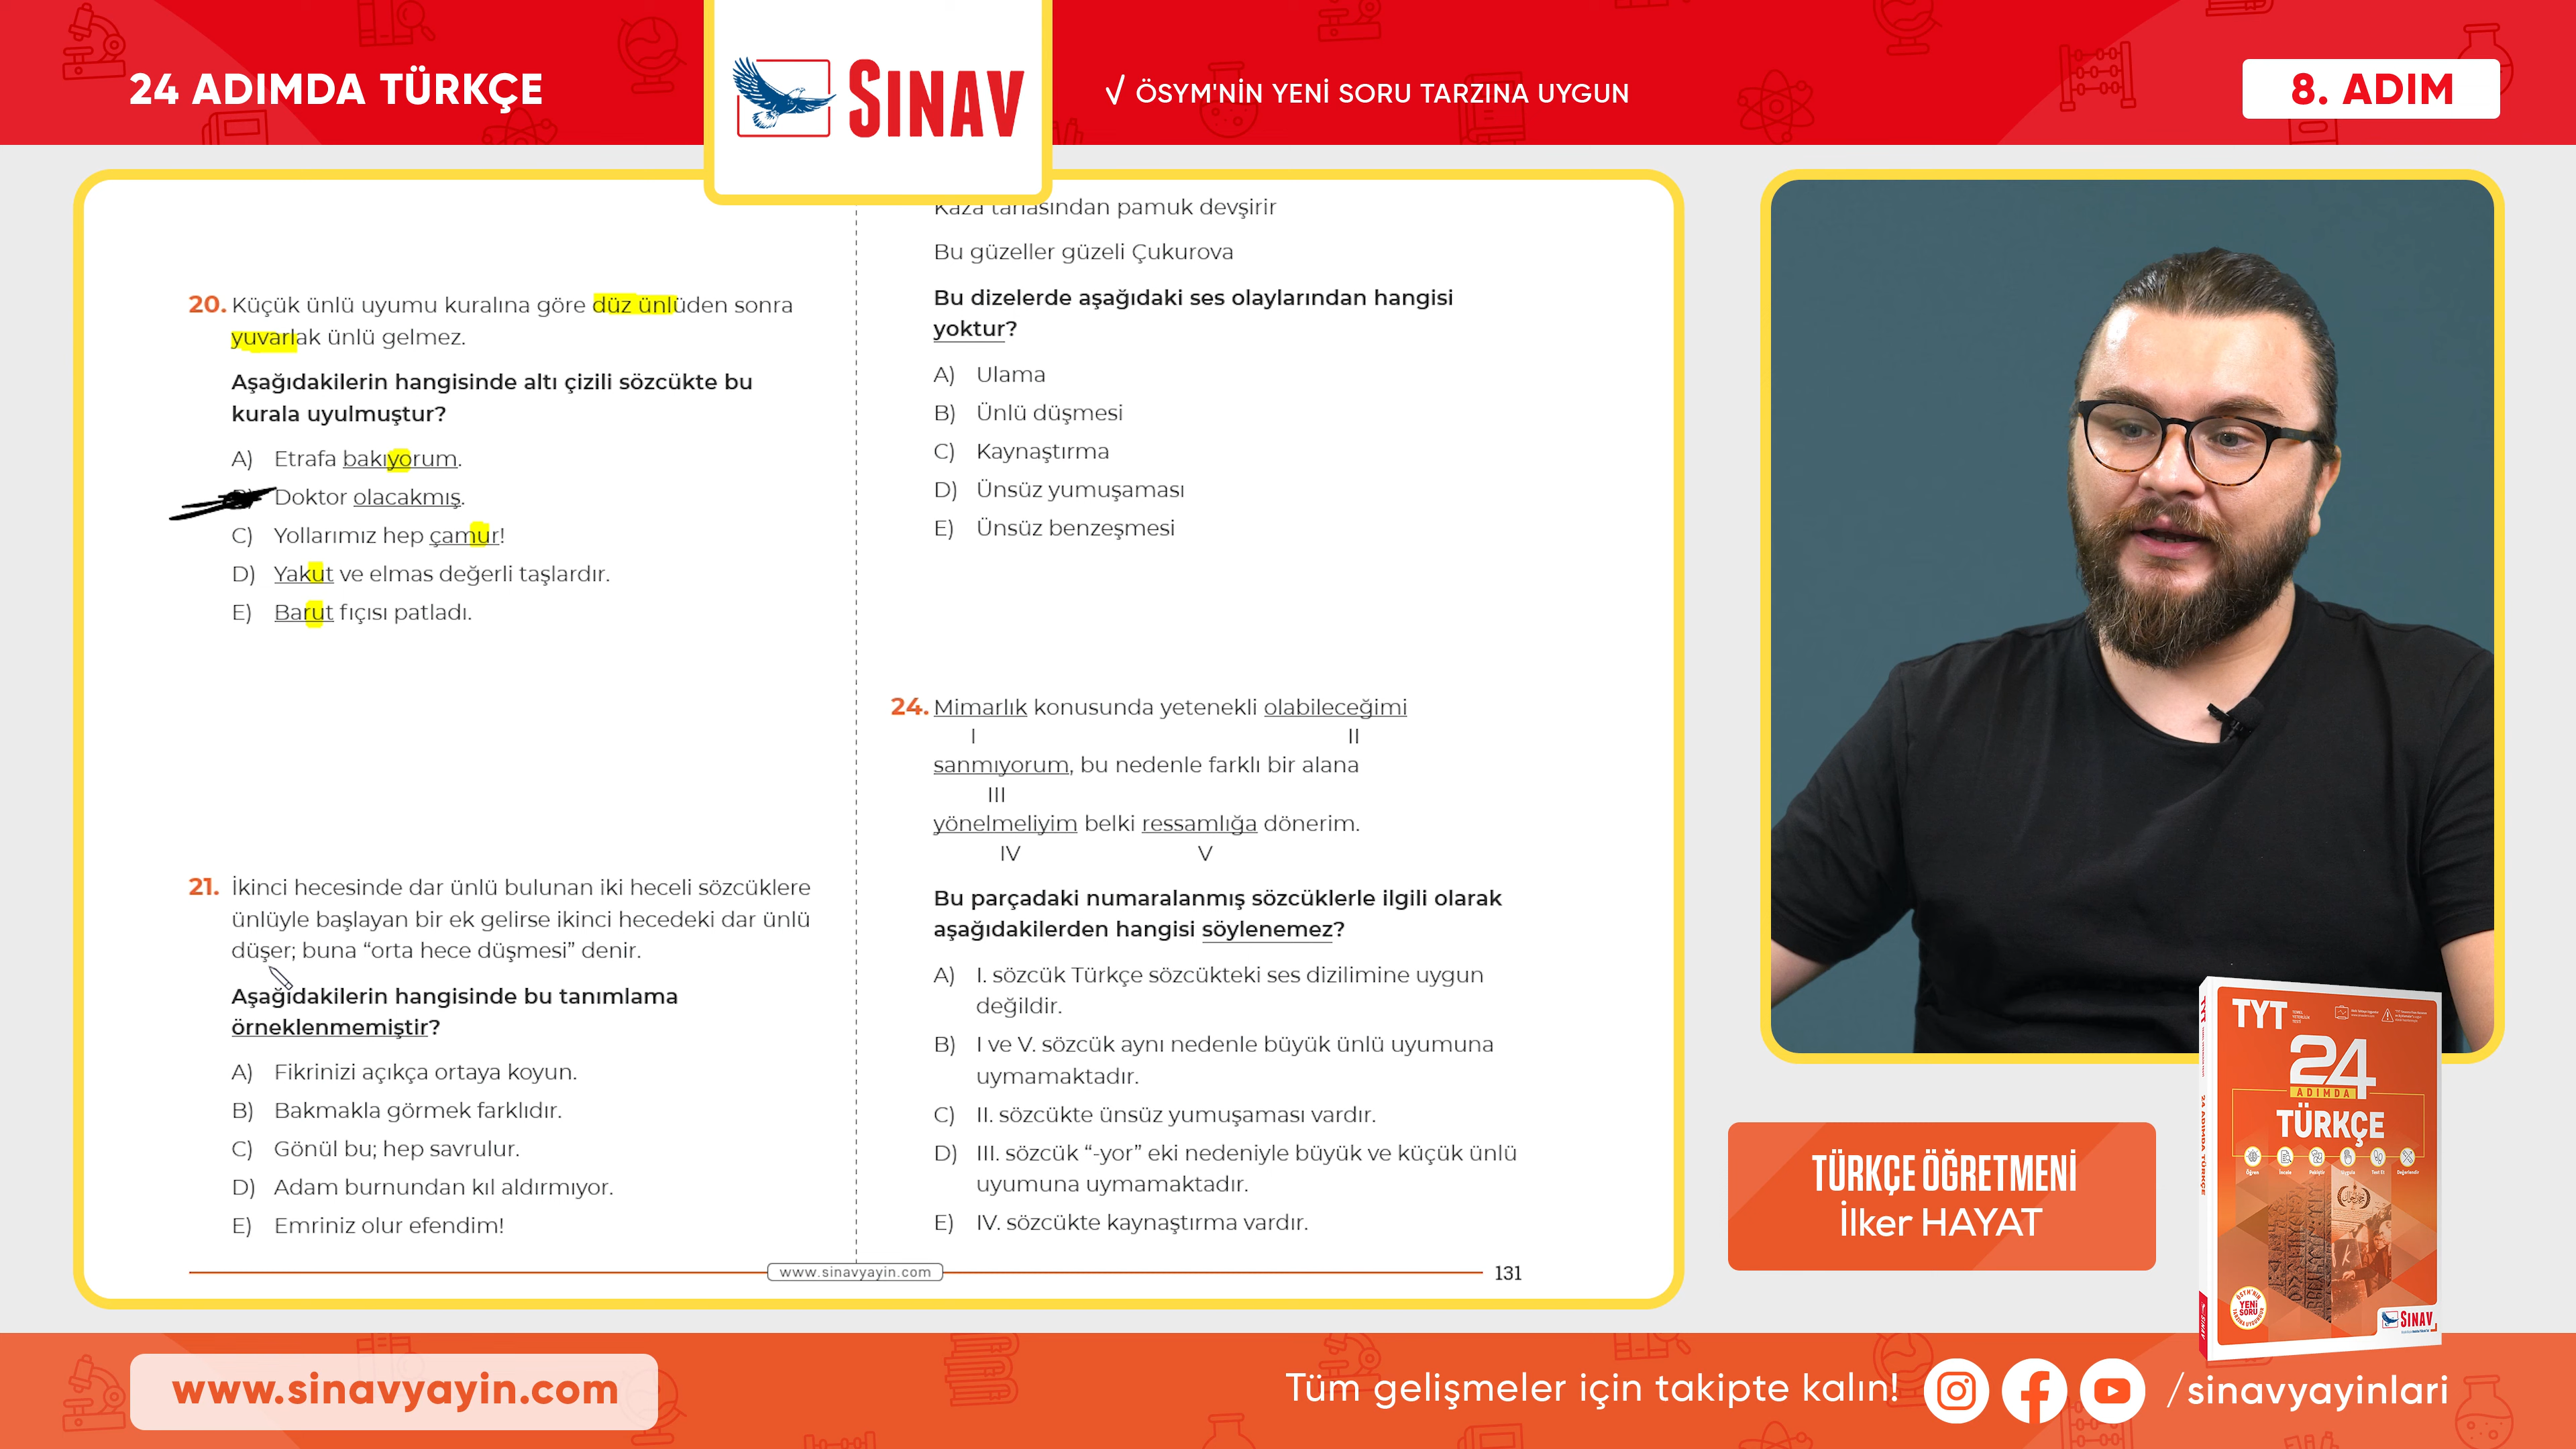 24 ADIMDA TÜRKÇE
SINAV
√ ÖSYM'NİN YENİ SORU TARZINA UYGUN
8. ADIM
20. Küçük ünlü uyumu kuralına göre düz ünlüden sonra
yuvarlak ünlü gelmez.
Aşağıdakilerin hangisinde altı çizili sözcükte bu
kurala uyulmuştur?
A) Etrafa bakıyorum.
Doktor olacakmış.
C) Yollarımız hep çamur!
D) Yakut ve elmas değerli taşlardır.
E) Barut fıçısı patladı.
21. İkinci hecesinde dar ünlü bulunan iki heceli sözcüklere
ünlüyle başlayan bir ek gelirse ikinci hecedeki dar ünlü
düşer; buna “orta hece düşmesi” denir.
Aşağıdakilerin hangisinde bu tanımlama
örneklenmemiştir?
A) Fikrinizi açıkça ortaya koyun.
B) Bakmakla görmek farklıdır.
C) Gönül bu; hep savrulur.
D) Adam burnundan kıl aldırmıyor.
E) Emriniz olur efendim!
Kaza tarlasından pamuk devşirir
Bu güzeller güzeli Çukurova
Bu dizelerde aşağıdaki ses olaylarından hangisi
yoktur?
A) Ulama
B) Ünlü düşmesi
C) Kaynaştırma
D) Ünsüz yumuşaması
E) Ünsüz benzeşmesi
24. Mimarlık konusunda yetenekli olabileceğimi
I II
sanmıyorum, bu nedenle farklı bir alana
III
yönelmeliyim belki ressamlığa dönerim.
IV V
Bu parçadaki numaralanmış sözcüklerle ilgili olarak
aşağıdakilerden hangisi söylenemez?
A) I. sözcük Türkçe sözcükteki ses dizilimine uygun
değildir.
B) I ve V. sözcük aynı nedenle büyük ünlü uyumuna
uymamaktadır.
C) II. sözcükte ünsüz yumuşaması vardır.
D) III. sözcük “-yor” eki nedeniyle büyük ve küçük ünlü
uyumuna uymamaktadır.
E) IV. sözcükte kaynaştırma vardır.
www.sinavyayin.com
131
TÜRKÇE ÖĞRETMENİ
İlker HAYAT
TYT
24
ADIMDA
TÜRKÇE
YENİ
SORU
SINAV
www.sinavyayin.com
Tüm gelişmeler için takipte kalın!
/sinavyayinlari